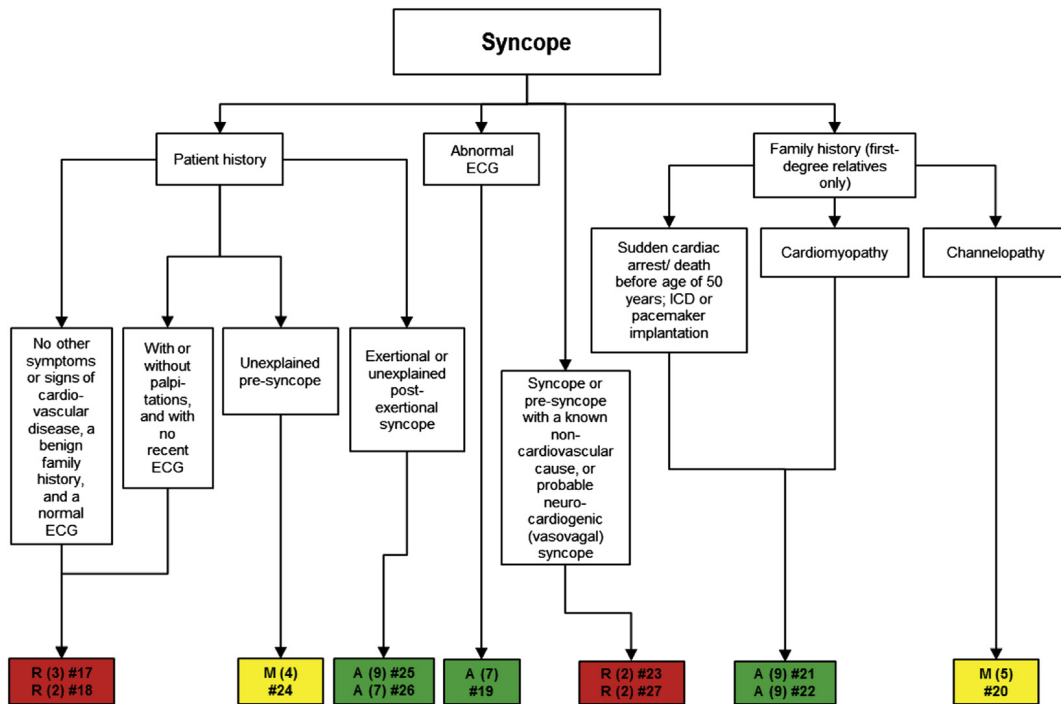 Syncope
Patient history
Abnormal
ECG
Family history (first-
degree relatives
only)
Sudden cardiac
arrest/ death
before age of 50
years; ICD or
pacemaker
implantation
Cardiomyopathy
Channelopathy
No other
symptoms
or signs of
cardio-
vascular
disease, a
benign
family
history,
and a
normal
ECG
With or
without
palpi-
tations,
and with
no
recent
ECG
Unexplained
pre-syncope
Exertional or
unexplained
post-
exertional
syncope
Syncope or
pre-syncope
with a known
non-
cardiovascular
cause, or
probable
neuro-
cardiogenic
(vasovagal)
syncope
R (3) #17
R (2) #18
M (4)
#24
A (9) #25
A (7) #26
A (7)
#19
R (2) #23
R (2) #27
A (9) #21
A (9) #22
M (5)
#20